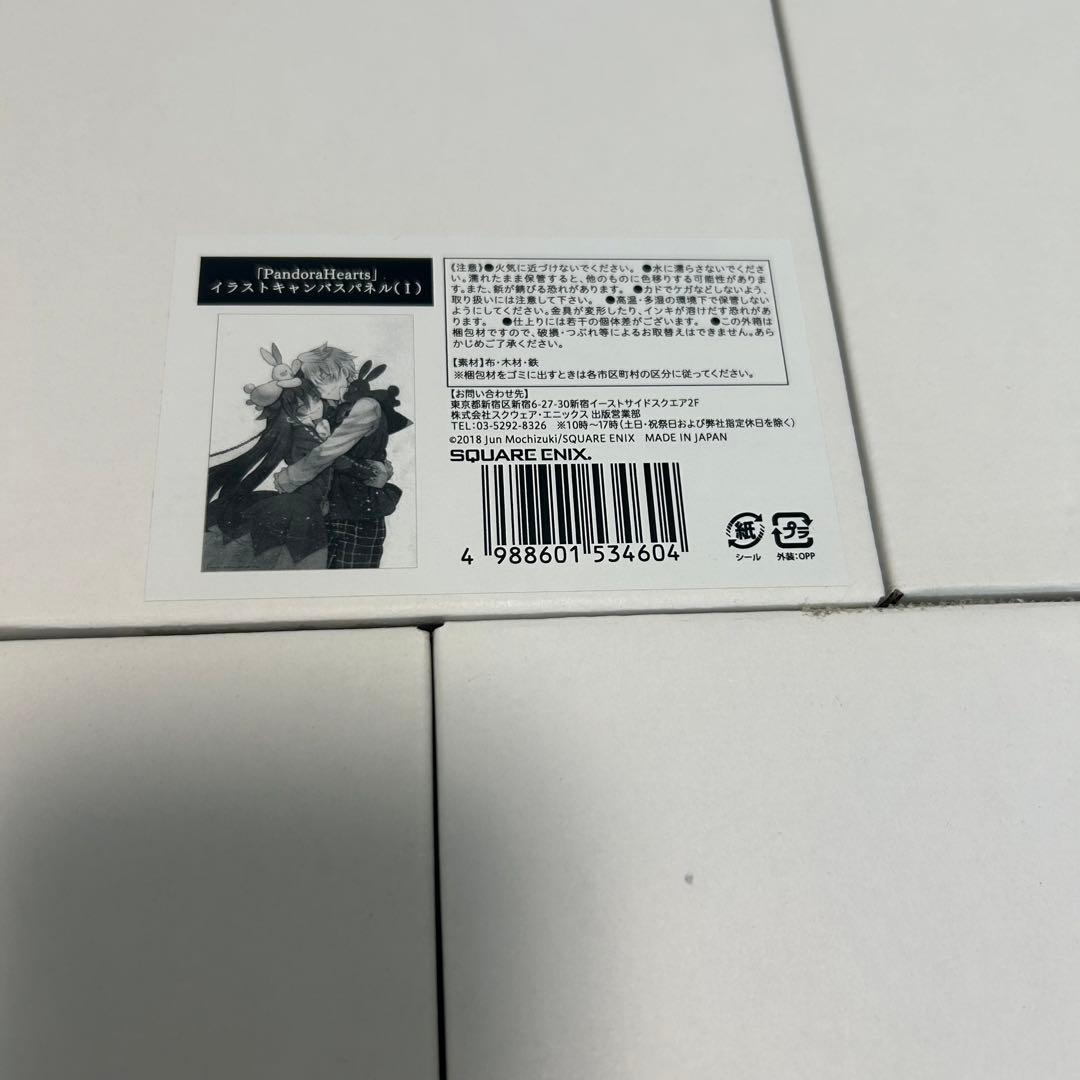 「PandoraHearts」
イラストキャンバスパネル(I)
《注意》●火気に近づけないでください。 ●水に濡らさないでくださ
い。濡れたまま保管すると、他のものに色移りする可能性がありま
す。また、鋲が錆びる恐れがあります。 ●カドでケガなどしないよう、
取り扱いには注意して下さい。 ●高温・多湿の環境下で保管しない
ようにしてください。金具が変形したり、インキが溶けだす恐れがあ
ります。 ●仕上りには若干の個体差がございます。 ●この外箱は
梱包材ですので、破損・つぶれ等によるお取替えはできません。あら
かじめご了承ください。
【素材】布・木材・鉄
※梱包材をゴミに出すときは各市区町村の区分に従ってください。
【お問い合わせ先】
東京都新宿区新宿6-27-30新宿イーストサイドスクエア2F
株式会社スクウェア・エニックス 出版営業部
TEL:03-5292-8326 ※10時〜17時(土日・祝祭日および弊社指定休日を除く)
©2018 Jun Mochizuki/SQUARE ENIX MADE IN JAPAN
SQUARE ENIX.
4 988601 534604
紙
シール
プラ
外装:OPP